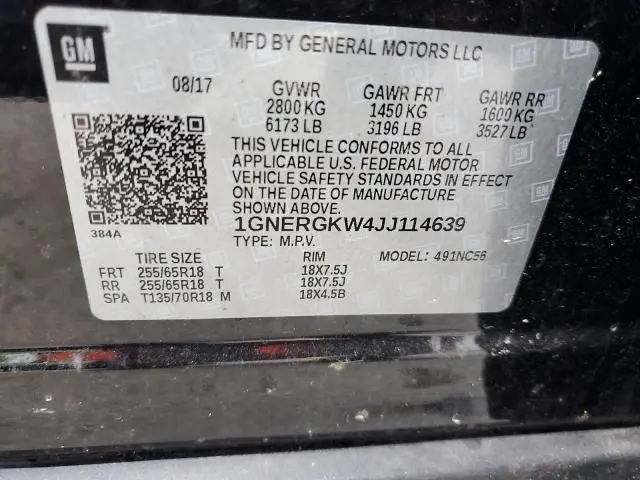 GM
MFD BY GENERAL MOTORS LLC
08/17 GVWR GAWR FRT GAWR RR
2800 KG 1450 KG 1600 KG
6173 LB 3196 LB 3527 LB
THIS VEHICLE CONFORMS TO ALL
APPLICABLE U.S. FEDERAL MOTOR
VEHICLE SAFETY STANDARDS IN EFFECT
ON THE DATE OF MANUFACTURE
SHOWN ABOVE.
384A
1GNERGKW4JJ114639
TYPE: M.P.V. MODEL: 491NC56
TIRE SIZE RIM
FRT 255/65R18 T 18X7.5J
RR 255/65R18 T 18X7.5J
SPA T135/70R18 M 18X4.5B